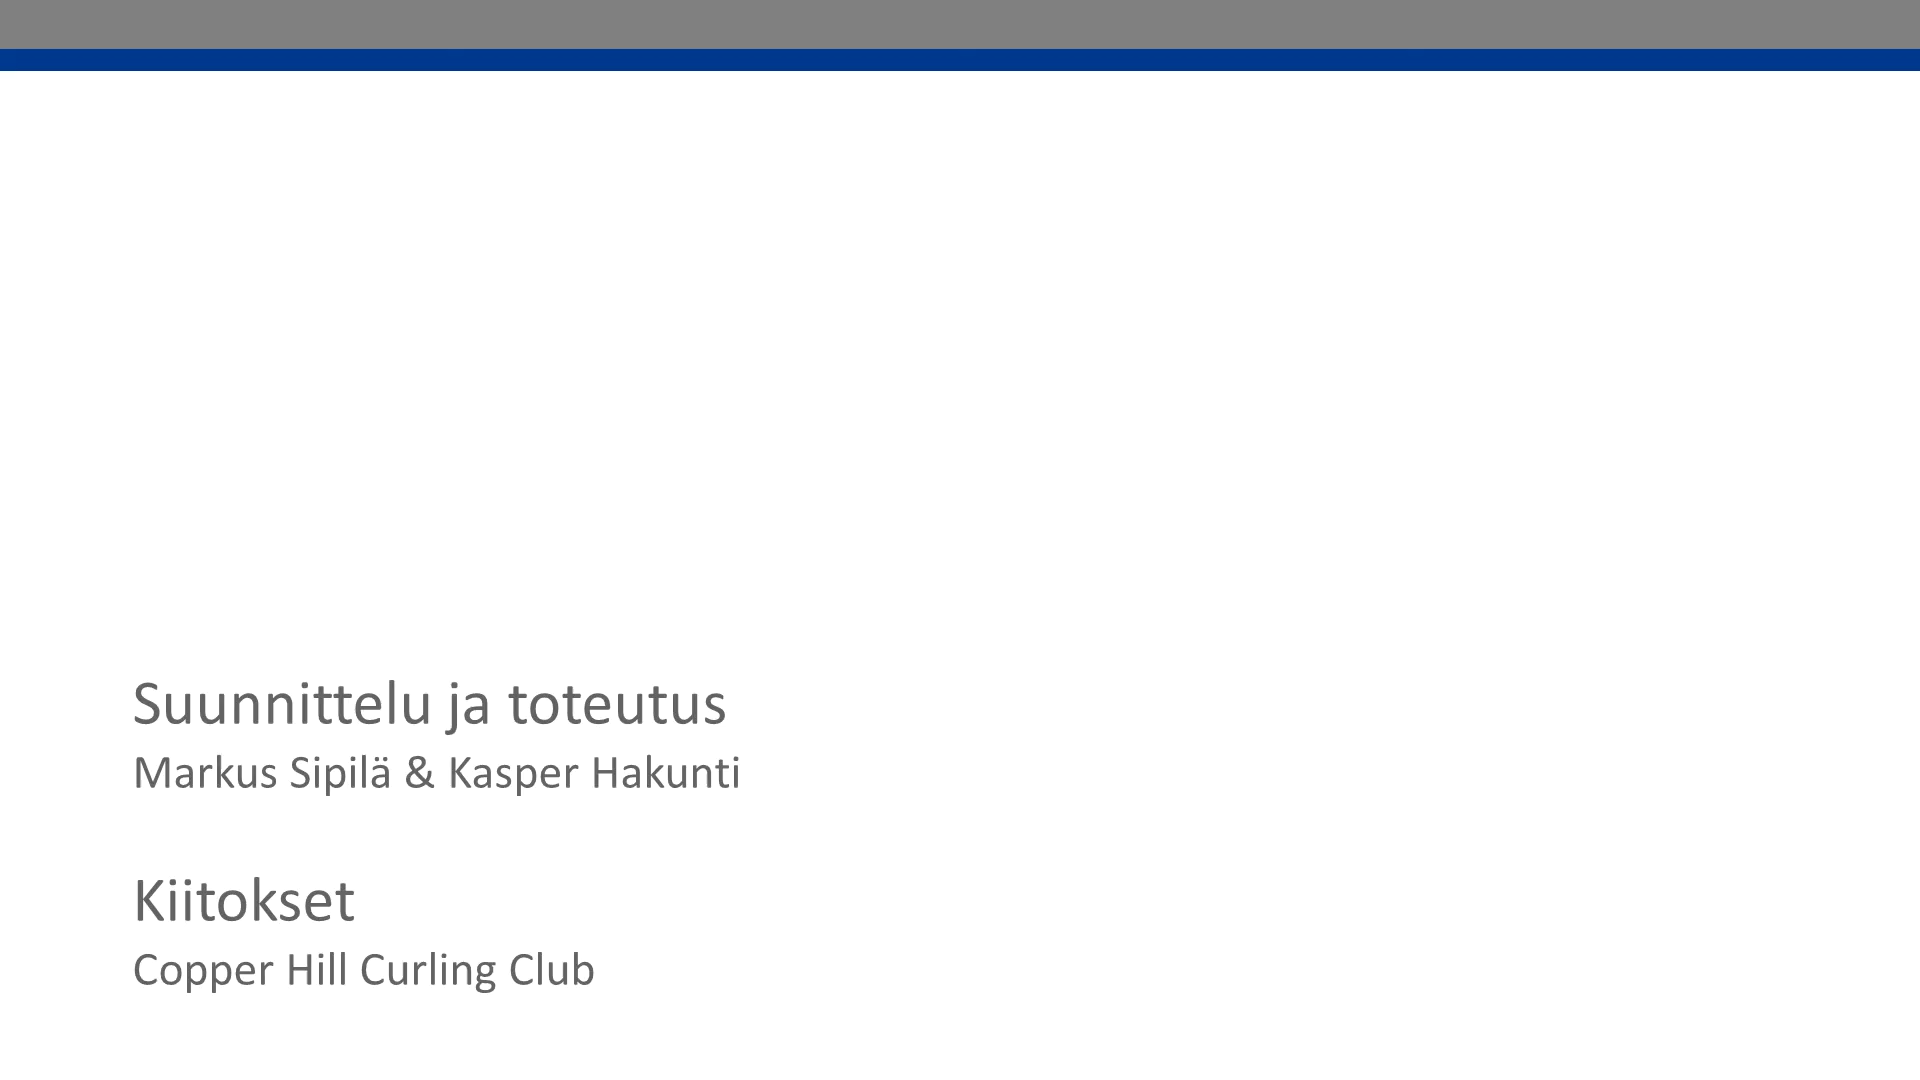 Suunnittelu ja toteutus
Markus Sipilä & Kasper Hakunti
Kiitokset
Copper Hill Curling Club